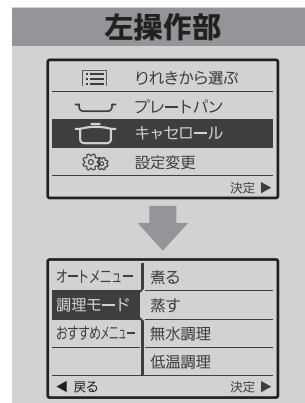 左操作部
りれきから選ぶ
プレートパン
キャセロール
設定変更
決定 ▶
オートメニュー 煮る
調理モード 蒸す
おすすめメニュー 無水調理
低温調理
◀ 戻る 決定 ▶